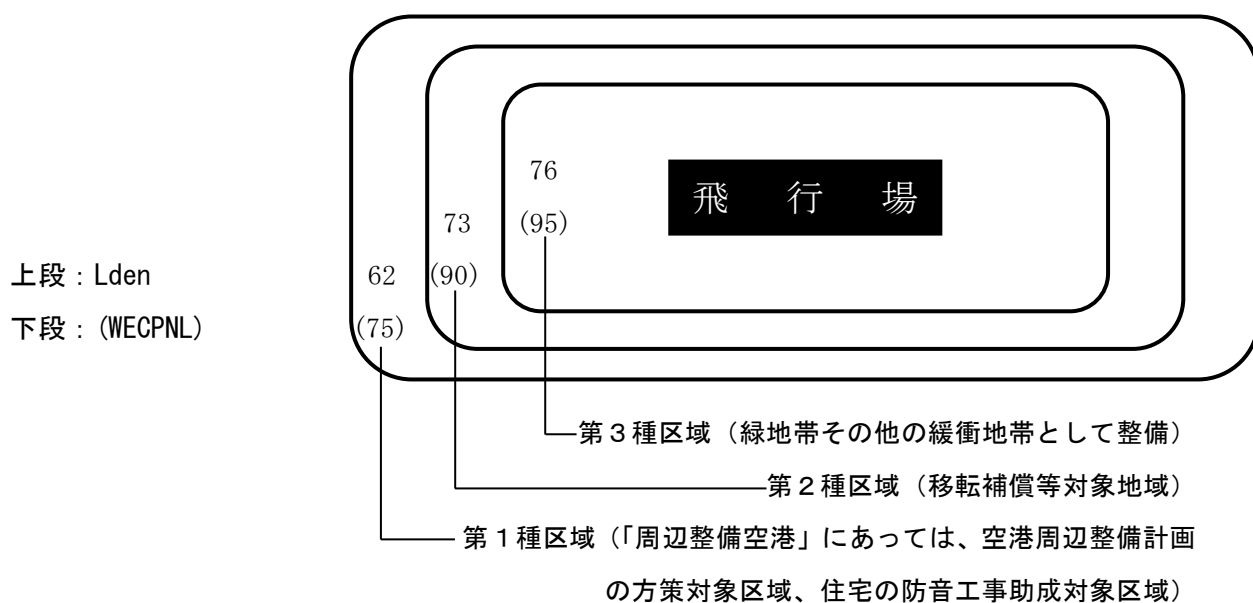 76
飛 行 場
73
(95)
上段：Lden
62
(90)
下段：(WECPNL)
(75)
第３種区域（緑地帯その他の緩衝地帯として整備）
第２種区域（移転補償等対象地域）
第１種区域（「周辺整備空港」にあっては、空港周辺整備計画
の方策対象区域、住宅の防音工事助成対象区域）